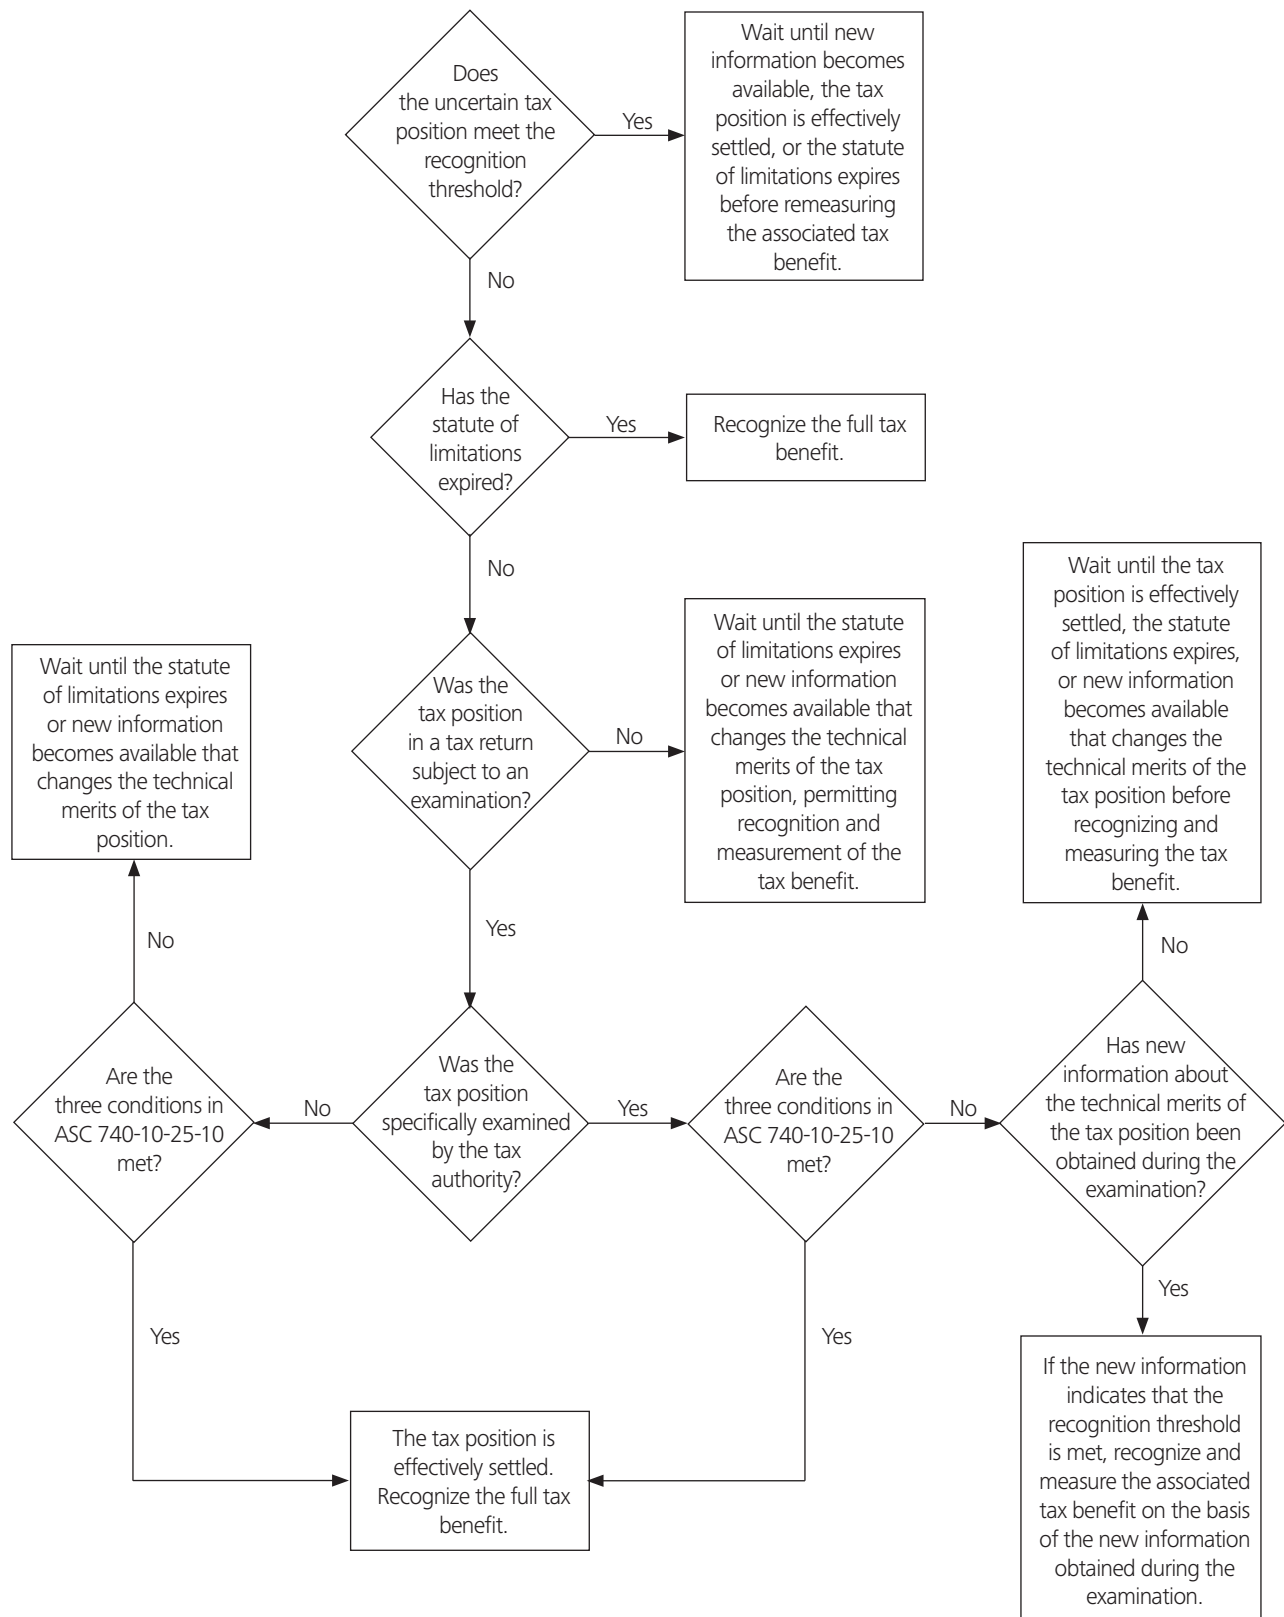 Does
the uncertain tax
position meet the
recognition
threshold?
Yes
Wait until new
information becomes
available, the tax
position is effectively
settled, or the statute
of limitations expires
before remeasuring
the associated tax
benefit.
No
Has the
statute of
limitations
expired?
Yes
Recognize the full tax
benefit.
No
Was the
tax position
in a tax return
subject to an
examination?
No
Wait until the statute
of limitations expires
or new information
becomes available that
changes the technical
merits of the tax
position, permitting
recognition and
measurement of the
tax benefit.
Yes
Was the
tax position
specifically examined
by the tax
authority?
No
Are the
three conditions in
ASC 740-10-25-10
met?
No
Wait until the statute
of limitations expires
or new information
becomes available that
changes the technical
merits of the tax
position.
Yes
Yes
Are the
three conditions in
ASC 740-10-25-10
met?
Yes
The tax position is
effectively settled.
Recognize the full tax
benefit.
No
Has new
information about
the technical merits of
the tax position been
obtained during the
examination?
No
Wait until the tax
position is effectively
settled, the statute
of limitations expires,
or new information
becomes available
that changes the
technical merits of the
tax position before
recognizing and
measuring the tax
benefit.
Yes
If the new information
indicates that the
recognition threshold
is met, recognize and
measure the associated
tax benefit on the basis
of the new information
obtained during the
examination.